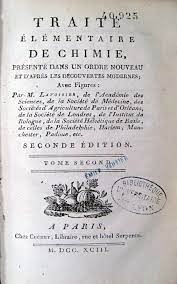 40,925
TRAITÉ
ÉLÉMENTAIRE
DE CHIMIE,
PRÉSENTÉ DANS UN ORDRE NOUVEAU
ET D'APRÈS LES DÉCOUVERTES MODERNES;
Avec Figures:
Par M. LAVOISIER, de l'Académie des
Sciences, de la Société de Médecine, des
Sociétés d'Agriculture de Paris et d'Orléans,
de la Société de Londres, de l'Institut de
Bologne, de la Société Helvétique de Basle,
de celles de Philadelphie, Harlem, Manchester,
Padoue, etc.
SECONDE ÉDITION.
TOME SECOND.
BIBLIOTHÈQUE
A PARIS,
Chez CUCHET, Libraire, rue et hôtel Serpente.
M. DCC. XCIII.